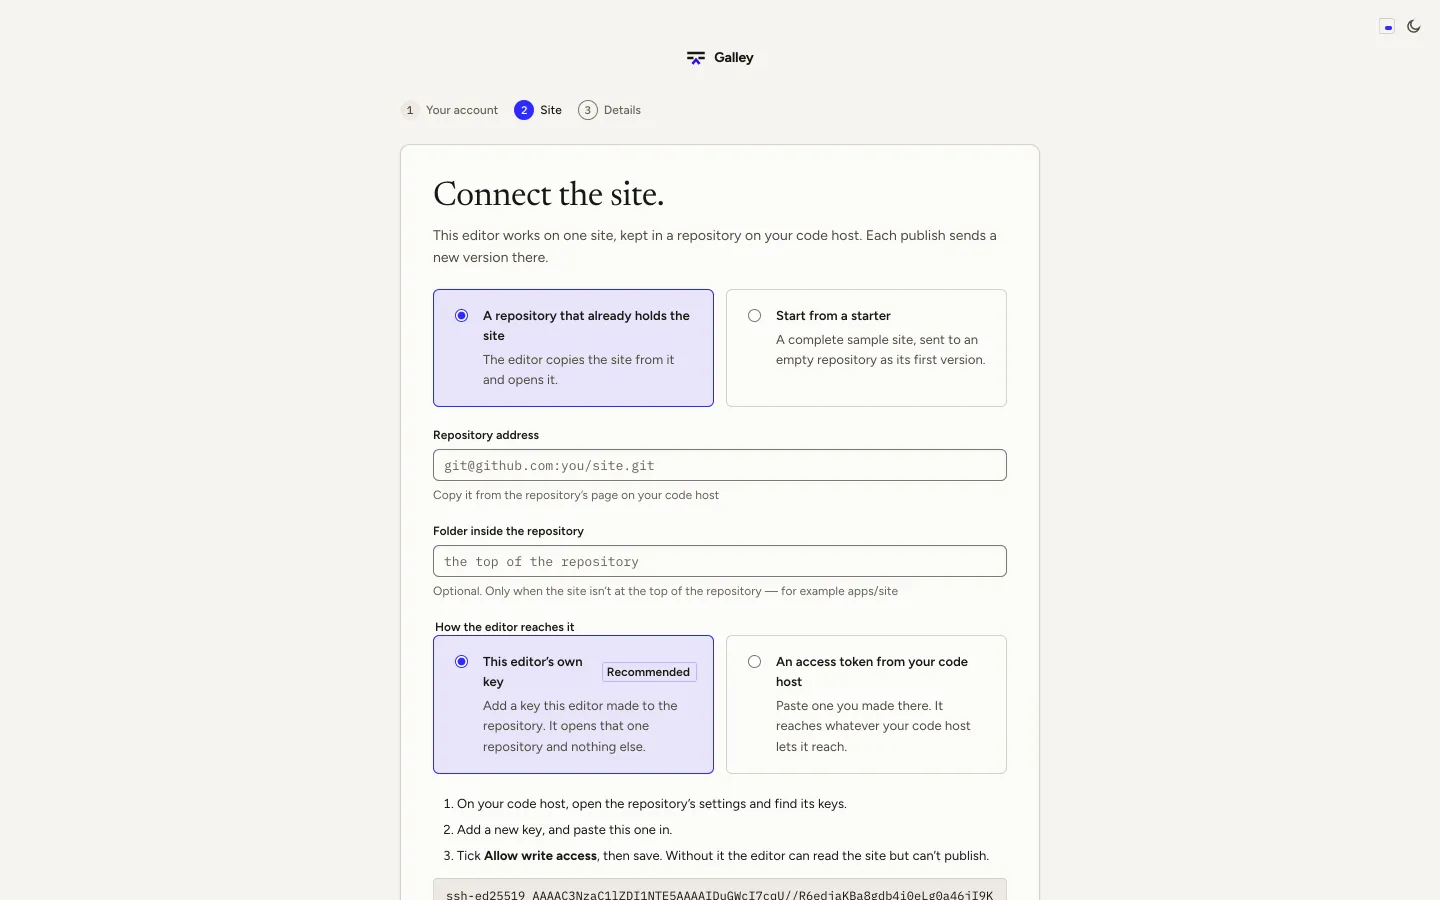 Galley
1 Your account 2 Site 3 Details
Connect the site.
This editor works on one site, kept in a repository on your code host. Each publish sends a
new version there.
A repository that already holds the
site
The editor copies the site from it
and opens it.
Start from a starter
A complete sample site, sent to an
empty repository as its first version.
Repository address
git@github.com:you/site.git
Copy it from the repository’s page on your code host
Folder inside the repository
the top of the repository
Optional. Only when the site isn’t at the top of the repository — for example apps/site
How the editor reaches it
This editor’s own
key
Recommended
Add a key this editor made to the
repository. It opens that one
repository and nothing else.
An access token from your code
host
Paste one you made there. It
reaches whatever your code host
lets it reach.
1. On your code host, open the repository’s settings and find its keys.
2. Add a new key, and paste this one in.
3. Tick Allow write access, then save. Without it the editor can read the site but can’t publish.
ssh-ed25519